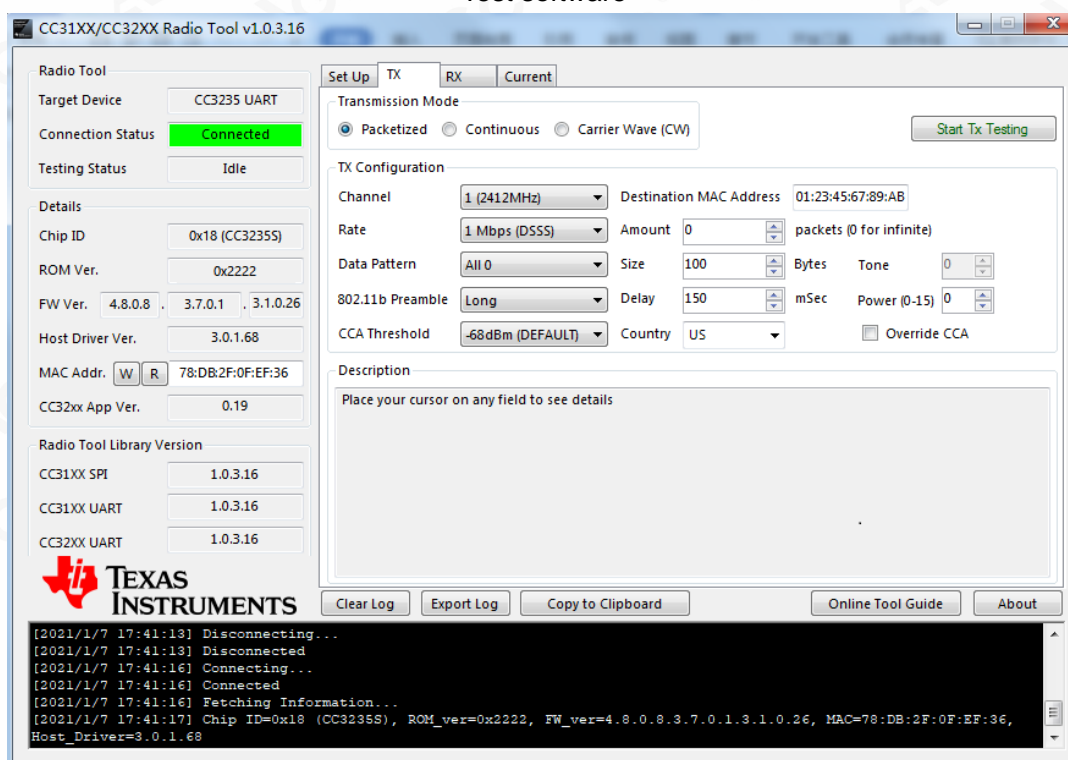 CC31XX/CC32XX Radio Tool v1.0.3.16
Radio Tool
Target Device CC3235 UART
Connection Status Connected
Testing Status Idle
Details
Chip ID 0x18 (CC3235S)
ROM Ver. 0x2222
FW Ver. 4.8.0.8 . 3.7.0.1 . 3.1.0.26
Host Driver Ver. 3.0.1.68
MAC Addr. W R 78:DB:2F:0F:EF:36
CC32xx App Ver. 0.19
Radio Tool Library Version
CC31XX SPI 1.0.3.16
CC31XX UART 1.0.3.16
CC32XX UART 1.0.3.16
TEXAS
INSTRUMENTS
Set Up TX RX Current
Transmission Mode
Packetized Continuous Carrier Wave (CW) Start Tx Testing
TX Configuration
Channel 1 (2412MHz) Destination MAC Address 01:23:45:67:89:AB
Rate 1 Mbps (DSSS) Amount 0 packets (0 for infinite)
Data Pattern All 0 Size 100 Bytes Tone 0
802.11b Preamble Long Delay 150 mSec Power (0-15) 0
CCA Threshold -68dBm (DEFAULT) Country US Override CCA
Description
Place your cursor on any field to see details
Clear Log Export Log Copy to Clipboard Online Tool Guide About
[2021/1/7 17:41:13] Disconnecting...
[2021/1/7 17:41:13] Disconnected
[2021/1/7 17:41:16] Connecting...
[2021/1/7 17:41:16] Connected
[2021/1/7 17:41:16] Fetching Information...
[2021/1/7 17:41:17] Chip ID=0x18 (CC3235S), ROM_ver=0x2222, FW_ver=4.8.0.8.3.7.0.1.3.1.0.26, MAC=78:DB:2F:0F:EF:36,
Host_Driver=3.0.1.68